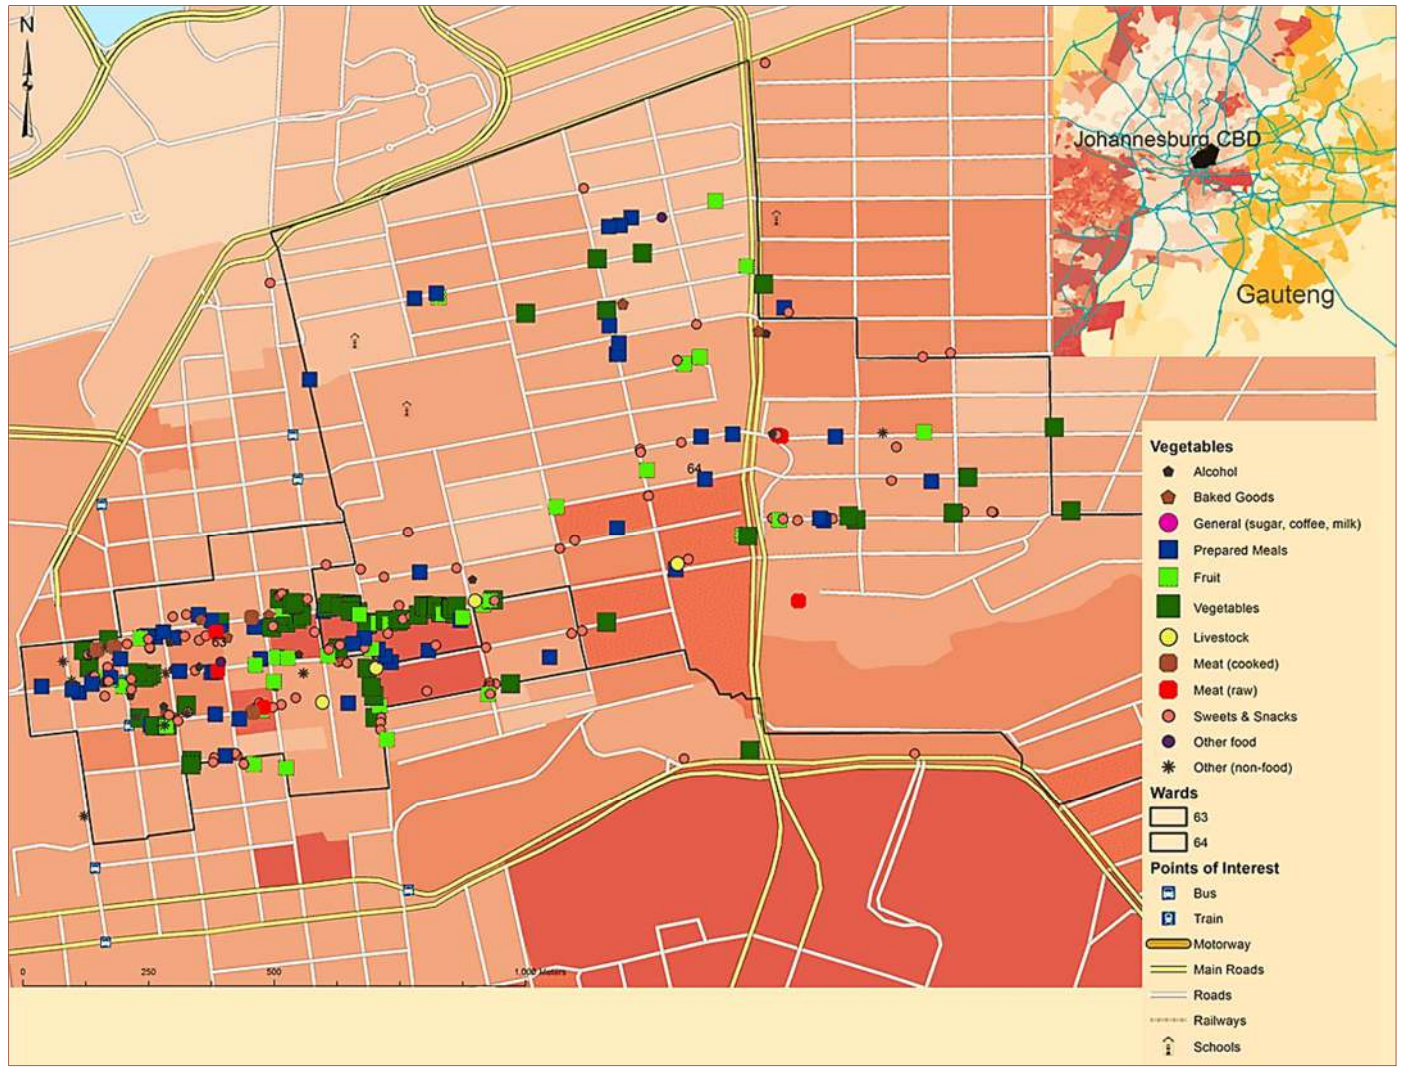 N
Johannesburg CBD
Gauteng
64
63
0 250 500 1,000 Meters
Vegetables
Alcohol
Baked Goods
General (sugar, coffee, milk)
Prepared Meals
Fruit
Vegetables
Livestock
Meat (cooked)
Meat (raw)
Sweets & Snacks
Other food
Other (non-food)
Wards
63
64
Points of Interest
Bus
Train
Motorway
Main Roads
Roads
Railways
Schools